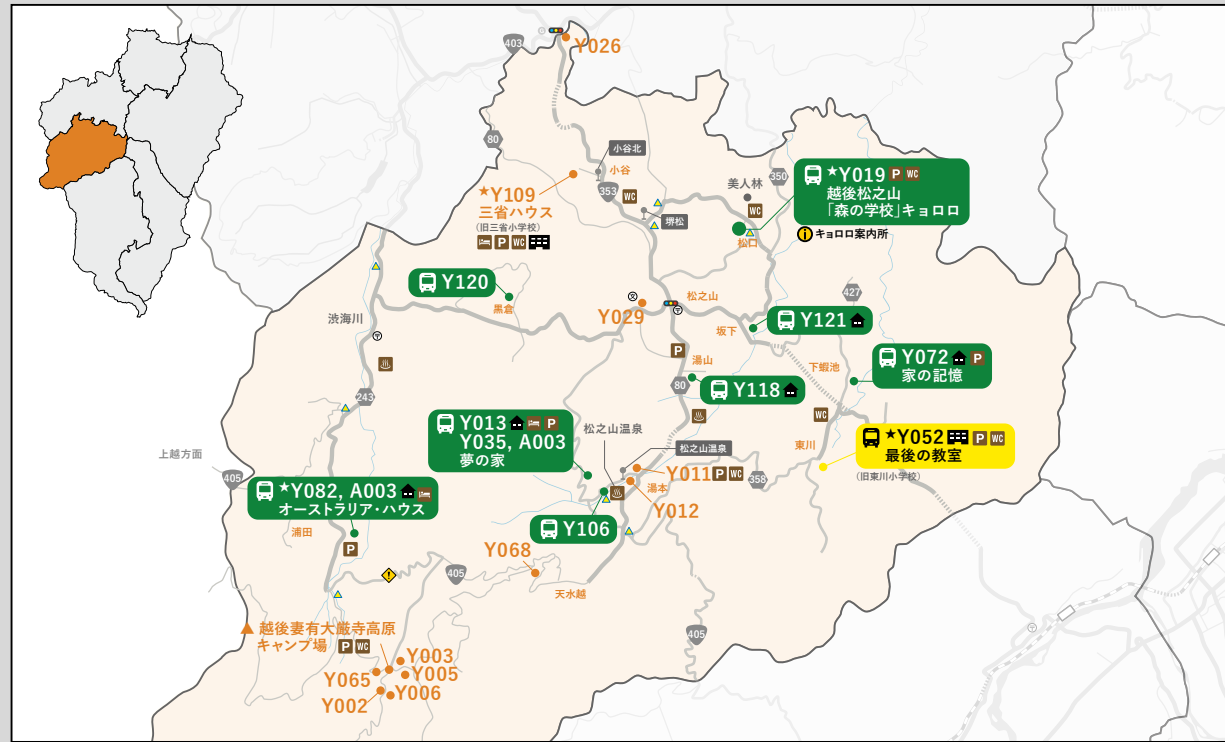 403
Y026
80
小谷北
小谷
★Y109
三省ハウス
(旧三省小学校)
P WC
353
WC
堺松
美人林
350
WC
★Y019 P WC
越後松之山
「森の学校」キョロロ
i キョロロ案内所
松口
Y120
黒倉
渋海川
Y029
文
松之山
427
坂下
Y121
P
湯山
80
Y118
下蝦池
Y072 P
家の記憶
243
Y013 P
Y035, A003
夢の家
松之山温泉
松之山温泉
WC
東川
★Y052 P WC
最後の教室
(旧東川小学校)
上越方面
405
★Y082, A003
オーストラリア・ハウス
浦田
P
Y011 P WC
湯本
Y012
358
Y106
Y068
405
天水越
405
▲ 越後妻有大厳寺高原
キャンプ場 P WC
Y003
Y065
Y005
Y006
Y002